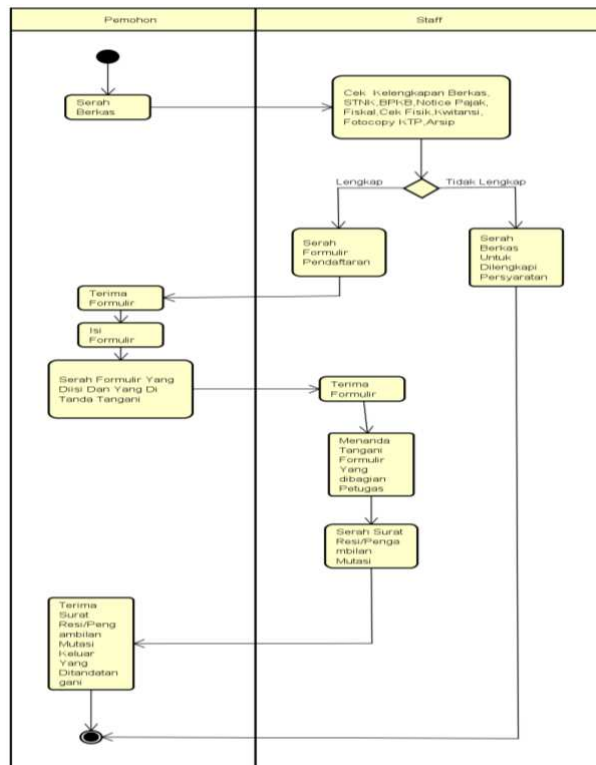 Pemohon
Staff
Serah
Berkas
Cek Kelengkapan Berkas,
STNK,BPKB,Notice Pajak,
Fiskal,Cek Fisik,Kwitansi,
Fotocopy KTP,Arsip
Lengkap
Tidak Lengkap
Serah
Formulir
Pendaftaran
Serah
Berkas
Untuk
Dilengkapi
Persyaratan
Terima
Formulir
Isi
Formulir
Serah Formulir Yang
Diisi Dan Yang Di
Tanda Tangani
Terima
Formulir
Menanda
Tangani
Formulir
Yang
dibagian
Petugas
Serah Surat
Resi/Penga
mbilan
Mutasi
Terima
Surat
Resi/Peng
ambilan
Mutasi
Keluar
Yang
Ditandatan
gani